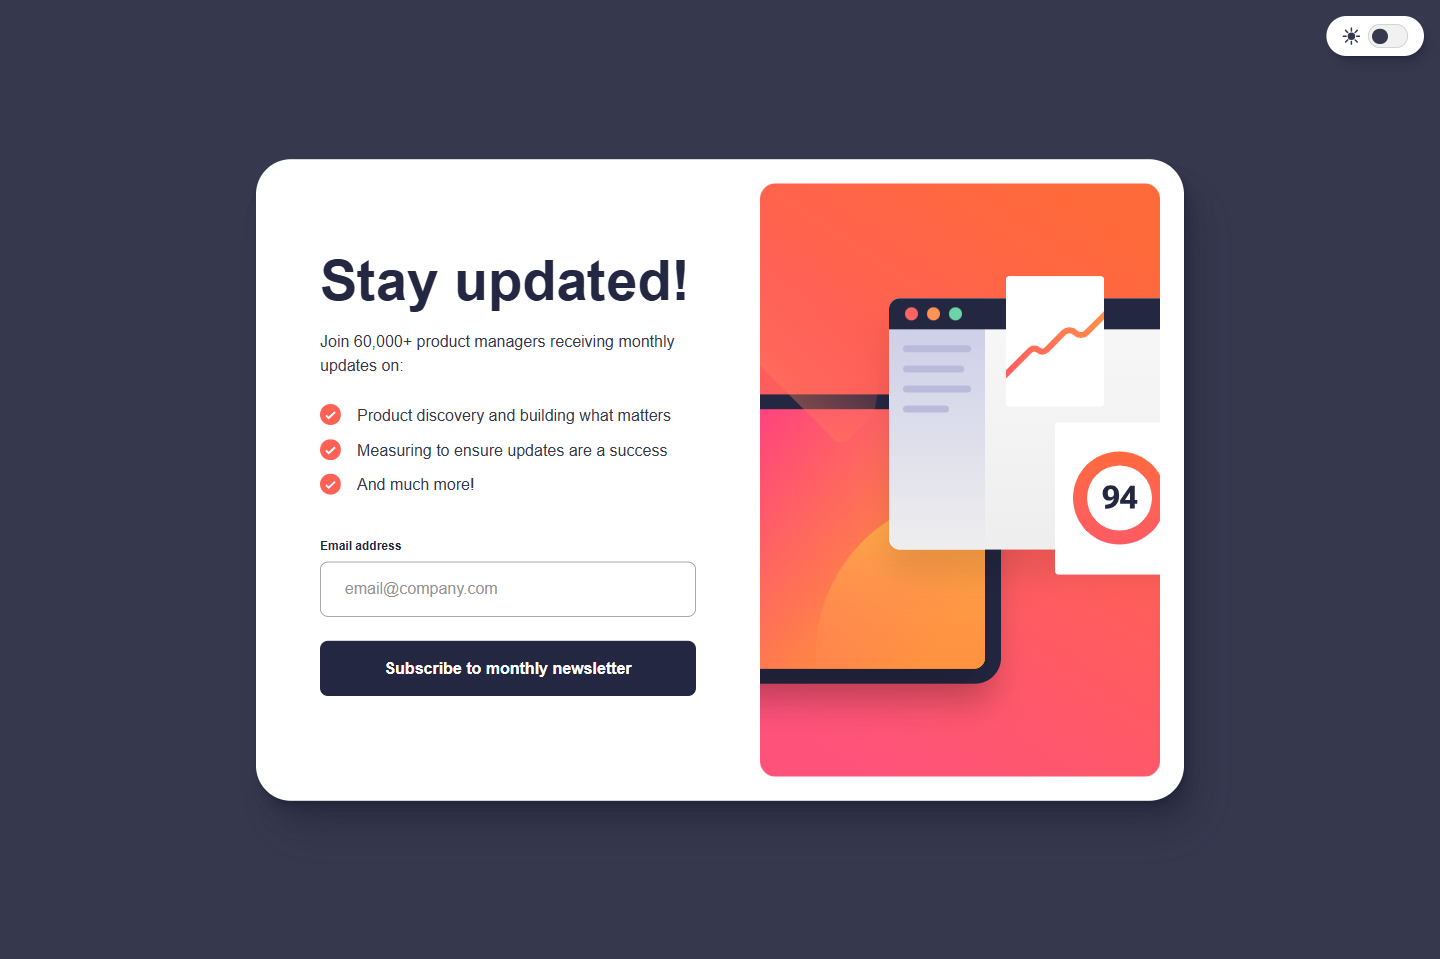 Stay updated!
Join 60,000+ product managers receiving monthly
updates on:
Product discovery and building what matters
Measuring to ensure updates are a success
And much more!
Email address
email@company.com
Subscribe to monthly newsletter
94